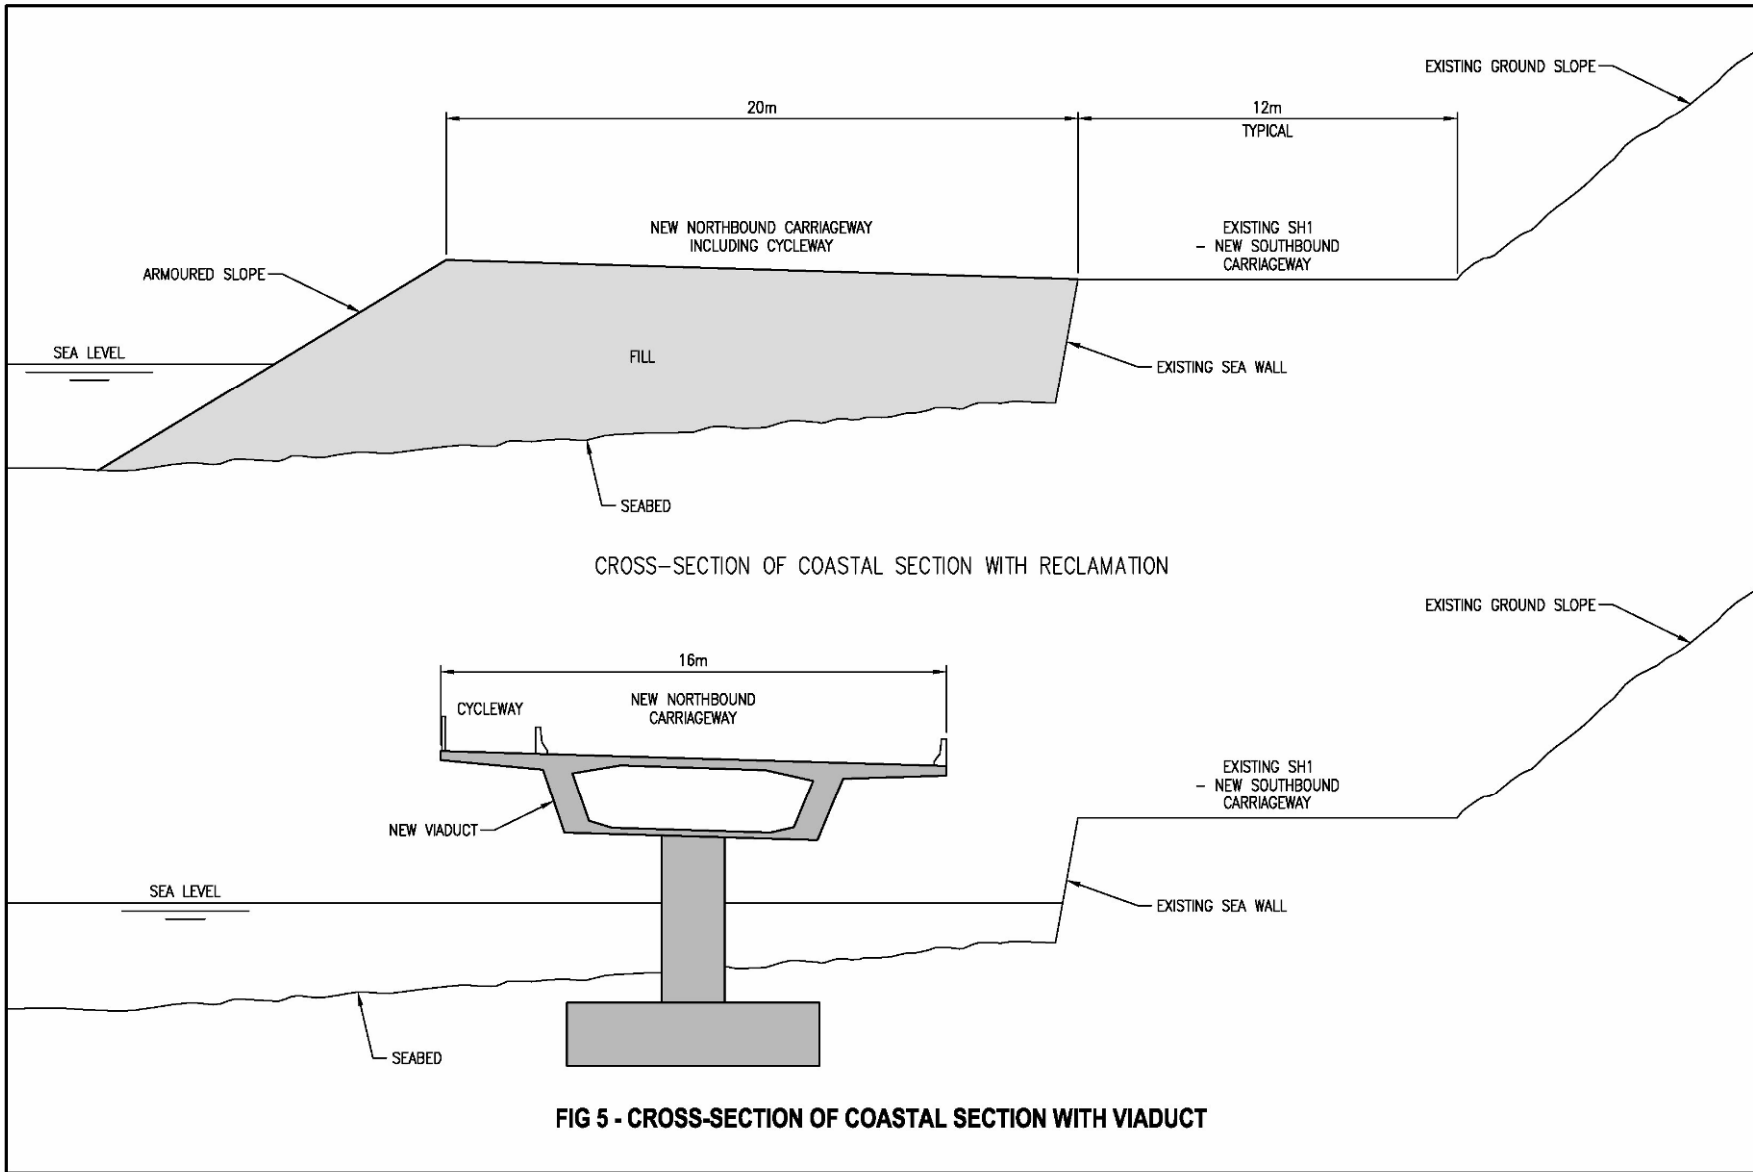 EXISTING GROUND SLOPE
20m
12m
TYPICAL
NEW NORTHBOUND CARRIAGEWAY
INCLUDING CYCLEWAY
EXISTING SH1
- NEW SOUTHBOUND
CARRIAGEWAY
ARMOURED SLOPE
SEA LEVEL
FILL
EXISTING SEA WALL
SEABED
CROSS-SECTION OF COASTAL SECTION WITH RECLAMATION
EXISTING GROUND SLOPE
16m
CYCLEWAY
NEW NORTHBOUND
CARRIAGEWAY
EXISTING SH1
- NEW SOUTHBOUND
CARRIAGEWAY
NEW VIADUCT
SEA LEVEL
EXISTING SEA WALL
SEABED
FIG 5 - CROSS-SECTION OF COASTAL SECTION WITH VIADUCT